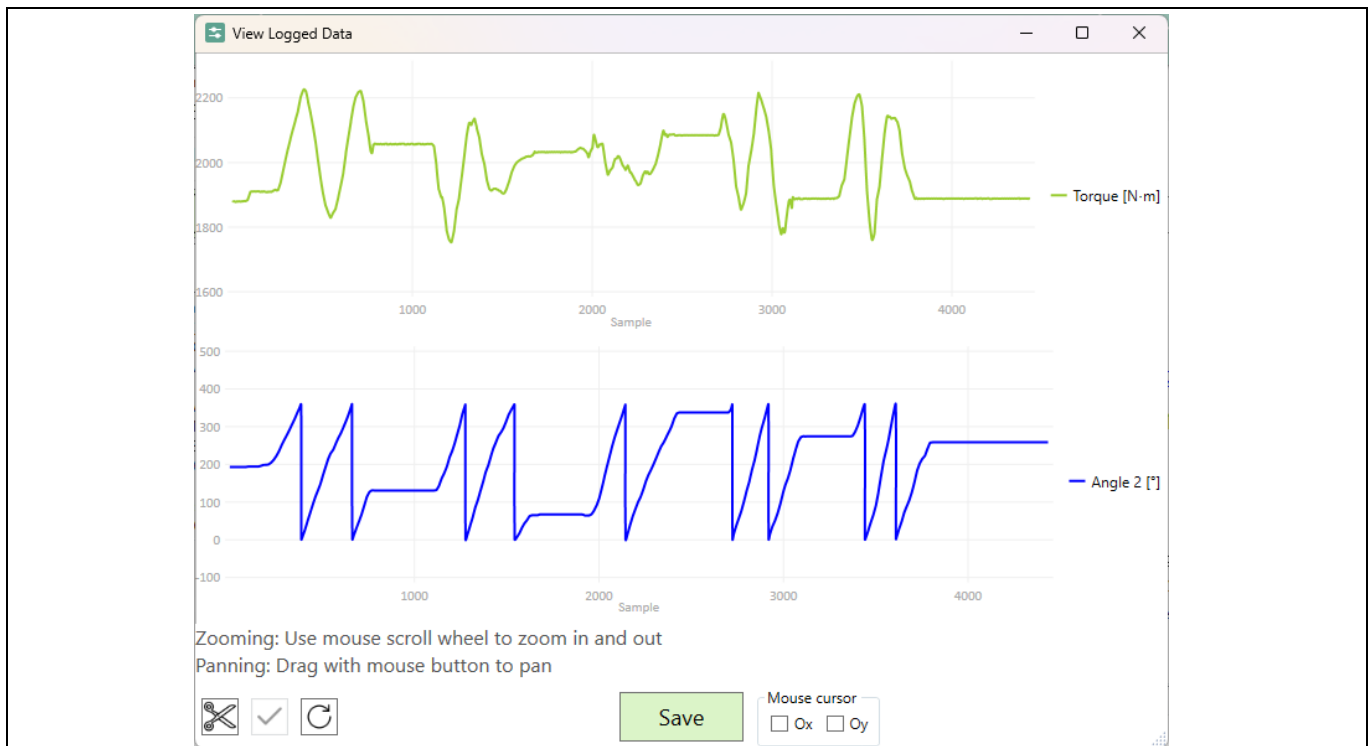 View Logged Data
2200
2000
1800
1600
1000 2000 3000 4000
Sample
Torque [N·m]
500
400
300
200
100
0
-100
1000 2000 3000 4000
Sample
Angle 2 [°]
Zooming: Use mouse scroll wheel to zoom in and out
Panning: Drag with mouse button to pan
Save
Mouse cursor
Ox Oy